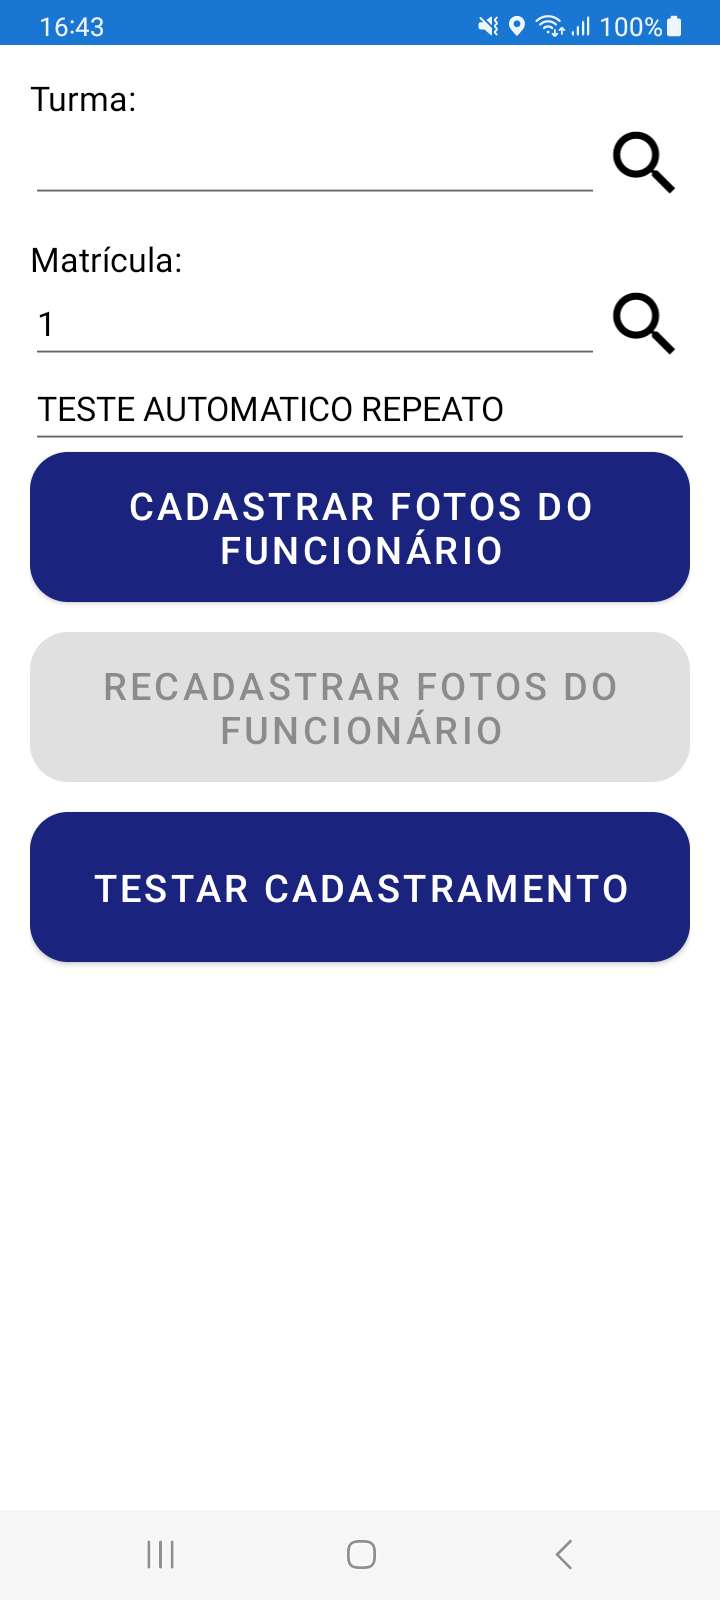 16:43
100%
Turma:
Matrícula:
1
TESTE AUTOMATICO REPEATO
CADASTRAR FOTOS DO
FUNCIONÁRIO
RECADASTRAR FOTOS DO
FUNCIONÁRIO
TESTAR CADASTRAMENTO